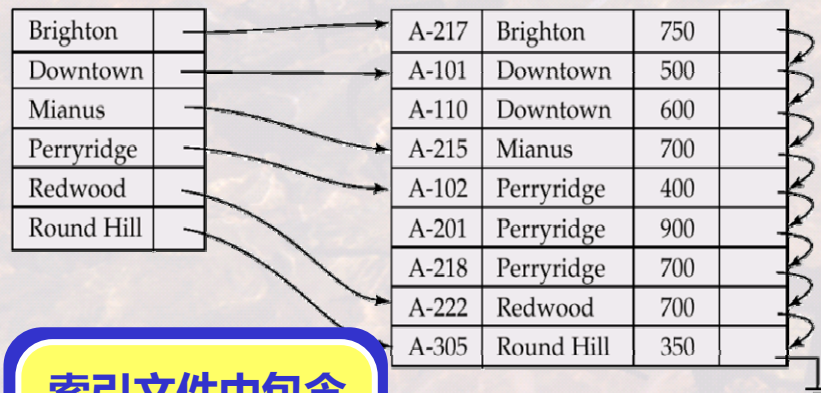 Brighton
Downtown
Mianus
Perryridge
Redwood
Round Hill
A-217 Brighton 750
A-101 Downtown 500
A-110 Downtown 600
A-215 Mianus 700
A-102 Perryridge 400
A-201 Perryridge 900
A-218 Perryridge 700
A-222 Redwood 700
A-305 Round Hill 350
索引文件中包含